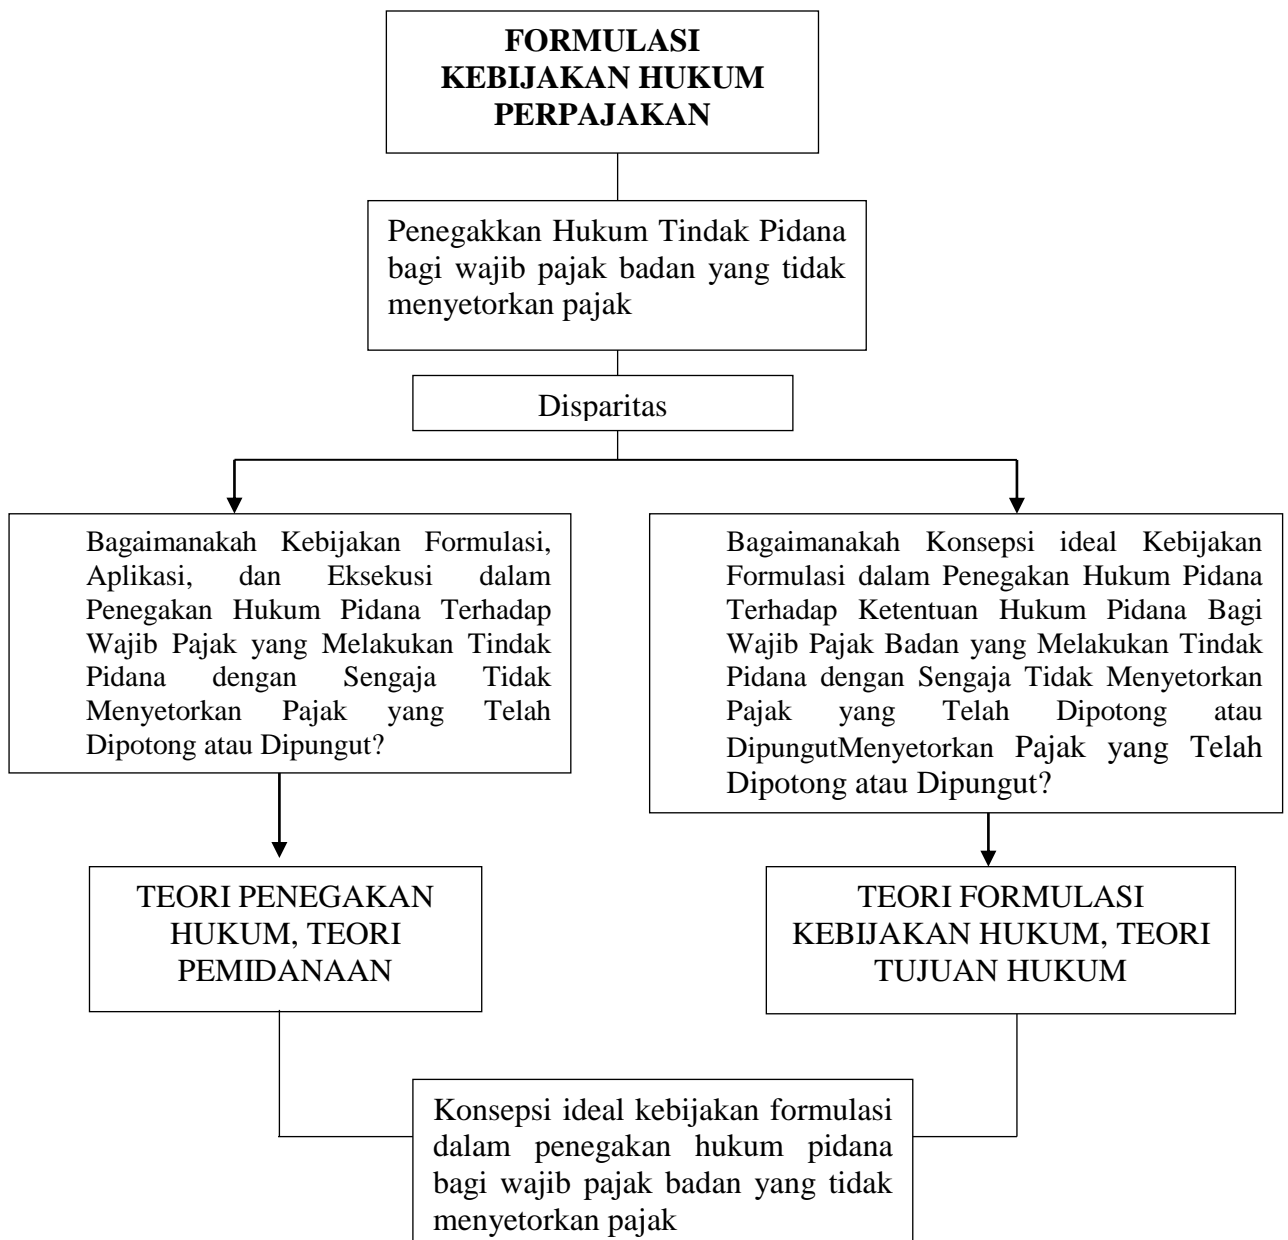 FORMULASI
KEBIJAKAN HUKUM
PERPAJAKAN
Penegakkan Hukum Tindak Pidana
bagi wajib pajak badan yang tidak
menyetorkan pajak
Disparitas
Bagaimanakah Kebijakan Formulasi,
Aplikasi, dan Eksekusi dalam
Penegakan Hukum Pidana Terhadap
Wajib Pajak yang Melakukan Tindak
Pidana dengan Sengaja Tidak
Menyetorkan Pajak yang Telah
Dipotong atau Dipungut?
Bagaimanakah Konsepsi ideal Kebijakan
Formulasi dalam Penegakan Hukum Pidana
Terhadap Ketentuan Hukum Pidana Bagi
Wajib Pajak Badan yang Melakukan Tindak
Pidana dengan Sengaja Tidak Menyetorkan
Pajak yang Telah Dipotong atau
DipungutMenyetorkan Pajak yang Telah
Dipotong atau Dipungut?
TEORI PENEGAKAN
HUKUM, TEORI
PEMIDANAAN
TEORI FORMULASI
KEBIJAKAN HUKUM, TEORI
TUJUAN HUKUM
Konsepsi ideal kebijakan formulasi
dalam penegakan hukum pidana
bagi wajib pajak badan yang tidak
menyetorkan pajak